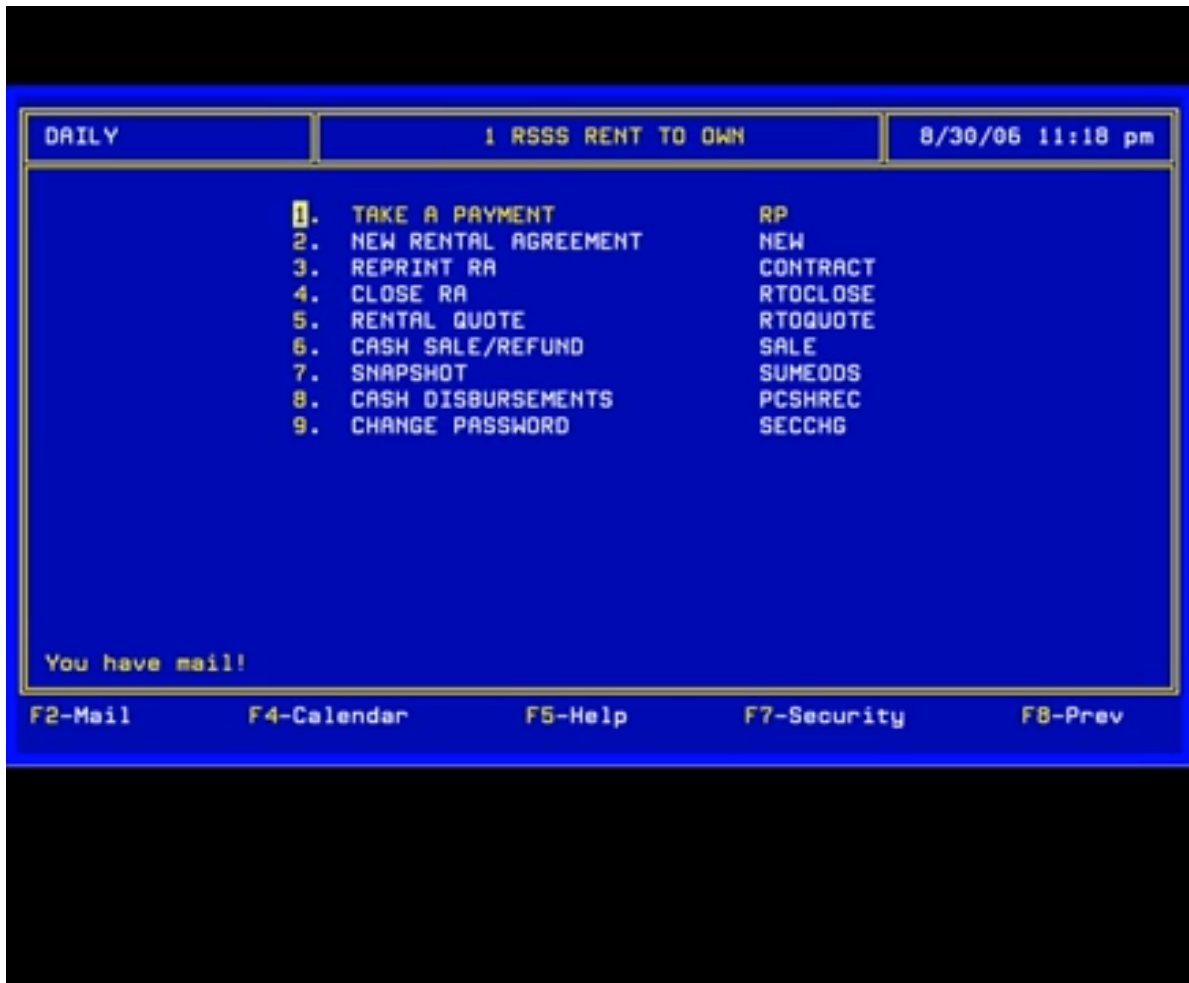 DAILY 1 RSSS RENT TO OWN 8/30/06 11:18 pm
1. TAKE A PAYMENT RP
2. NEW RENTAL AGREEMENT NEW
3. REPRINT RA CONTRACT
4. CLOSE RA RTOCLOSE
5. RENTAL QUOTE RTOQUOTE
6. CASH SALE/REFUND SALE
7. SNAPSHOT SUMEODS
8. CASH DISBURSEMENTS PCSHREC
9. CHANGE PASSWORD SECCHG
You have mail!
F2-Mail F4-Calendar F5-Help F7-Security F8-Prev